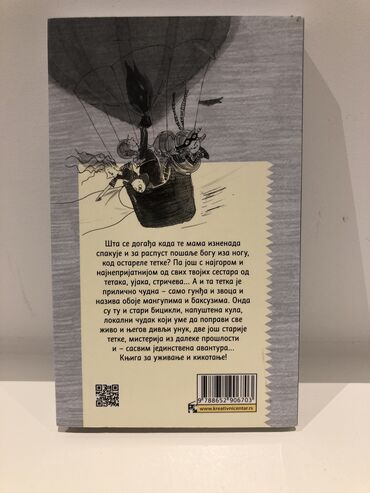 Шта се догађа када те мама изненада
спакује и за распуст пошаље богу иза ногу,
код остареле тетке? Па још с најгором и
најнепријатнијом од свих твојих сестара од
тетака, ујака, стричева... А и та тетка је
прилично чудна – само гунђа и звоца и
назива обоје мангупима и баксузима. Онда
су ту и стари бицикли, напуштена кула,
локални чудак који уме да поправи све
живо и његов дивљи унук, две још старије
тетке, мистерија из далеке прошлости
и – сасвим јединствена авантура...
Књига за уживање и кикотање!
9 788652 906703
www.kreativnicentar.rs